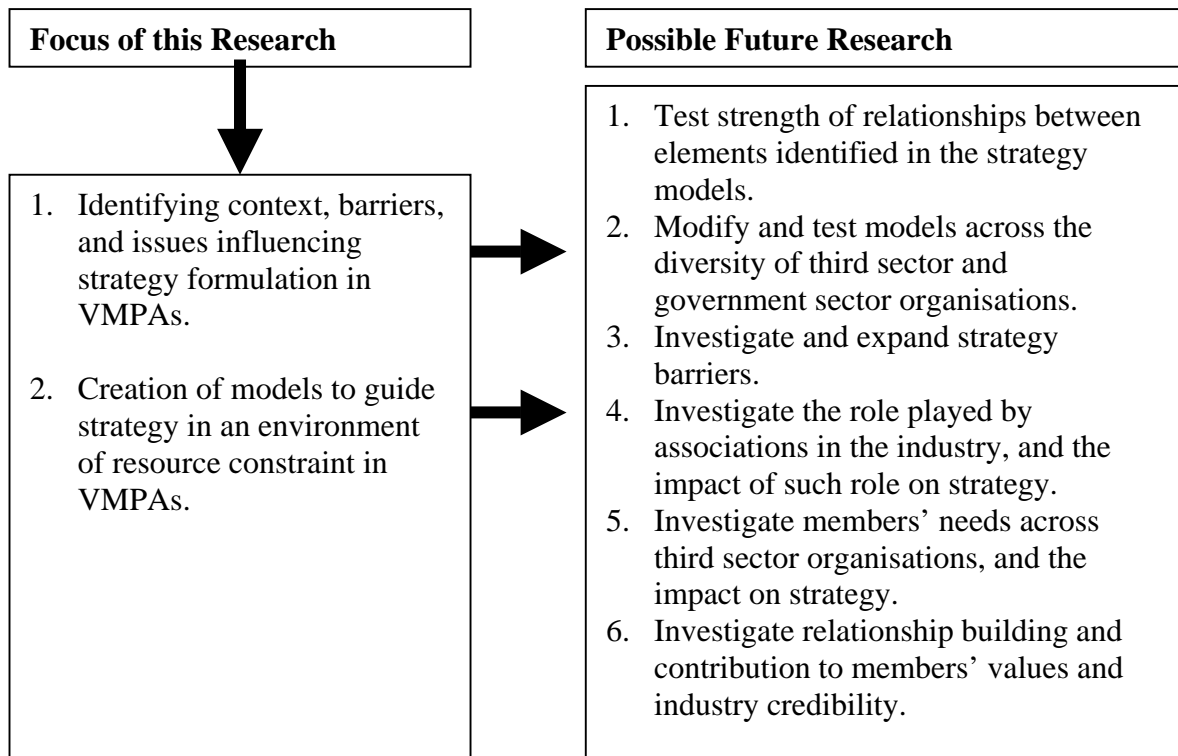 Focus of this Research
1. Identifying context, barriers,
and issues influencing
strategy formulation in
VMPAs.
2. Creation of models to guide
strategy in an environment
of resource constraint in
VMPAs.
Possible Future Research
1. Test strength of relationships between
elements identified in the strategy
models.
2. Modify and test models across the
diversity of third sector and
government sector organisations.
3. Investigate and expand strategy
barriers.
4. Investigate the role played by
associations in the industry, and the
impact of such role on strategy.
5. Investigate members’ needs across
third sector organisations, and the
impact on strategy.
6. Investigate relationship building and
contribution to members’ values and
industry credibility.